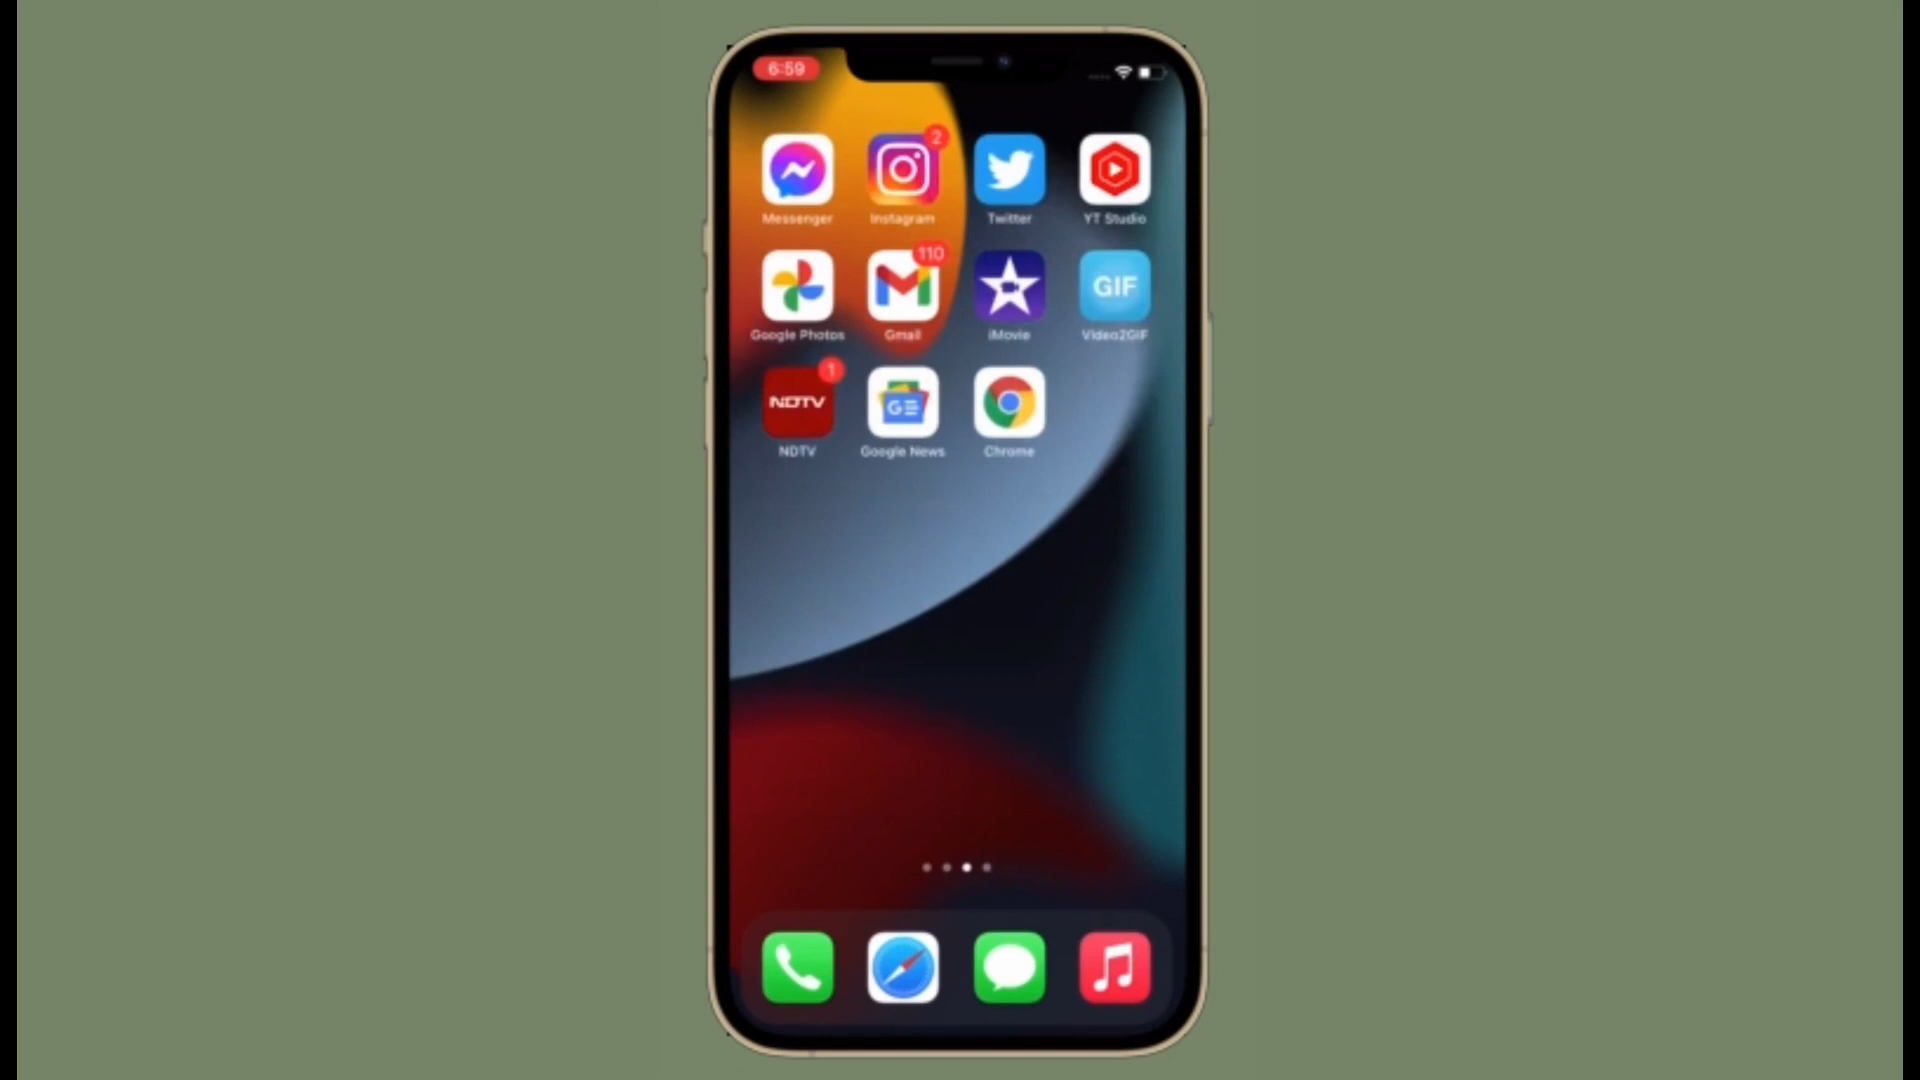 6:59
2
Messenger Instagram Twitter YT Studio
110
GIF
Google Photos Gmail iMovie Video2GIF
1
NDTV GE
NDTV Google News Chrome